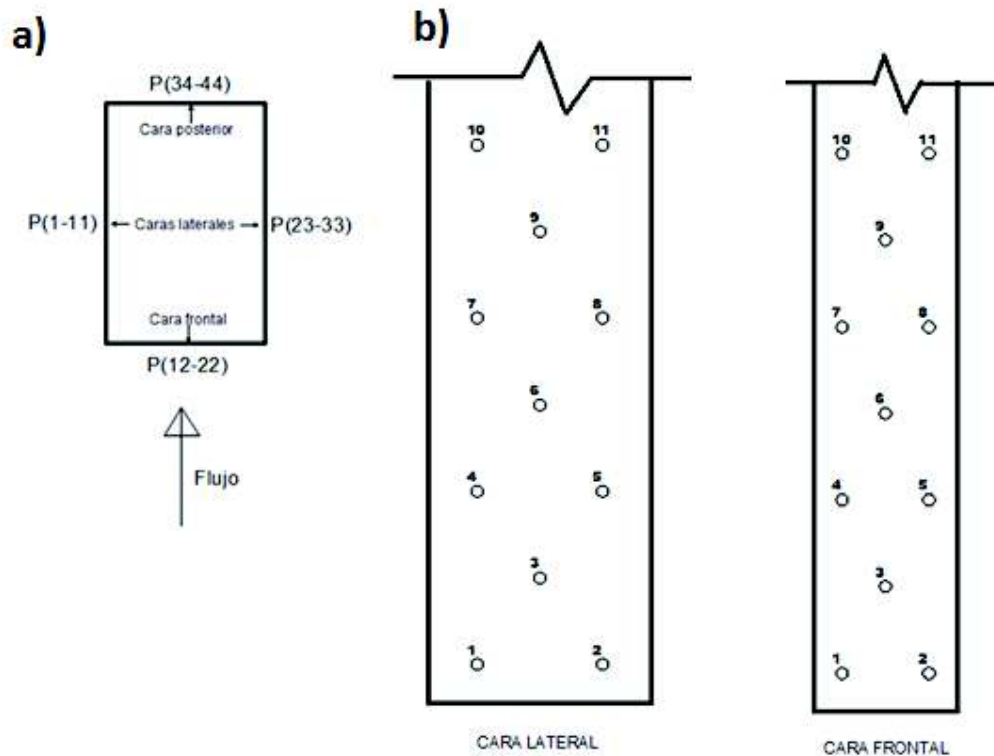 a)
P(34-44)
Cara posterior
P(1-11)
Caras laterales
P(23-33)
Cara frontal
P(12-22)
Flujo
b)
10 11
9
7 8
6
4 5
3
1 2
CARA LATERAL
10 11
9
7 8
6
4 5
3
1 2
CARA FRONTAL